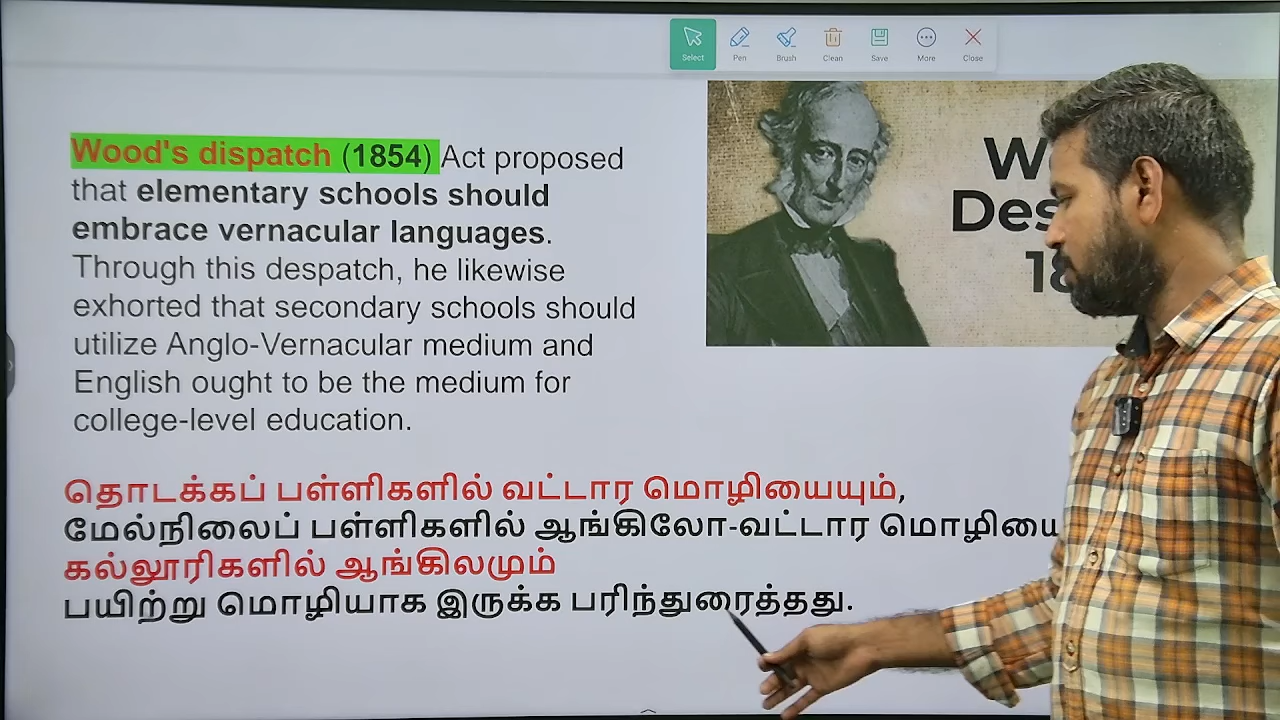 Select Pen Brush Clean Save More Close
Wood's dispatch (1854) Act proposed
that elementary schools should
embrace vernacular languages.
Through this despatch, he likewise
exhorted that secondary schools should
utilize Anglo-Vernacular medium and
English ought to be the medium for
college-level education.
தொடக்கப் பள்ளிகளில் வட்டார மொழியையும்,
மேல்நிலைப் பள்ளிகளில் ஆங்கிலோ-வட்டார மொழியை
கல்லூரிகளில் ஆங்கிலமும்
பயிற்று மொழியாக இருக்க பரிந்துரைத்தது.